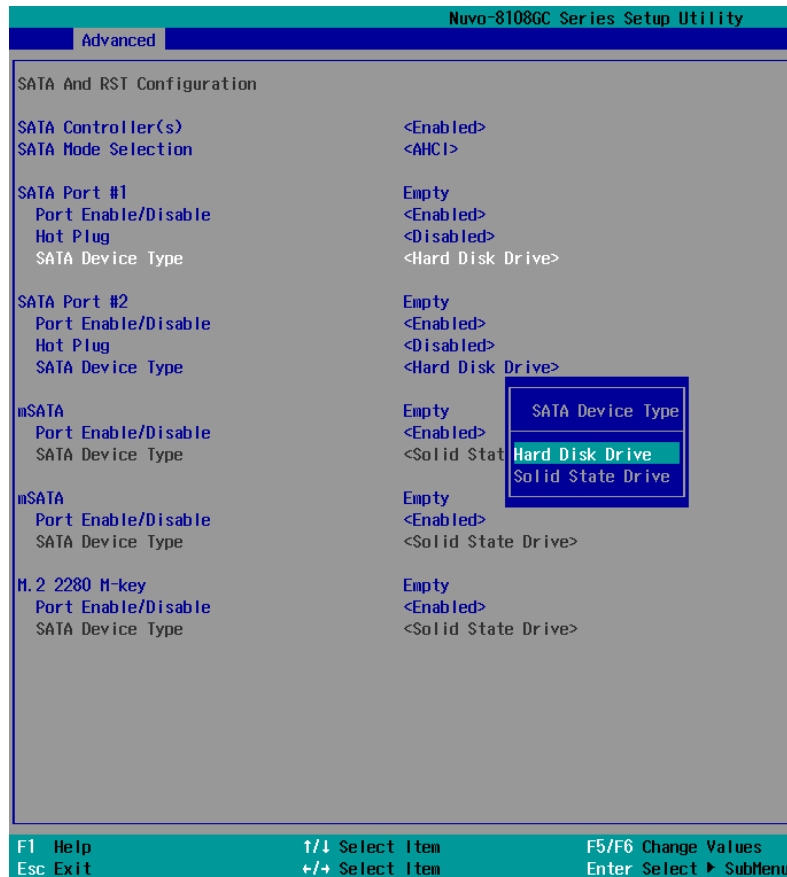 Nuvo-8108GC Series Setup Utility
Advanced
SATA And RST Configuration
SATA Controller(s) <Enabled>
SATA Mode Selection <AHCI>
SATA Port #1 Empty
Port Enable/Disable <Enabled>
Hot Plug <Disabled>
SATA Device Type <Hard Disk Drive>
SATA Port #2 Empty
Port Enable/Disable <Enabled>
Hot Plug <Disabled>
SATA Device Type <Hard Disk Drive>
mSATA Empty
Port Enable/Disable <Enabled>
SATA Device Type <Solid Stat
SATA Device Type
Hard Disk Drive
Solid State Drive
mSATA Empty
Port Enable/Disable <Enabled>
SATA Device Type <Solid State Drive>
M.2 2280 M-key Empty
Port Enable/Disable <Enabled>
SATA Device Type <Solid State Drive>
F1 Help ↑/↓ Select Item F5/F6 Change Values
Esc Exit ←/→ Select Item Enter Select ▶ SubMenu